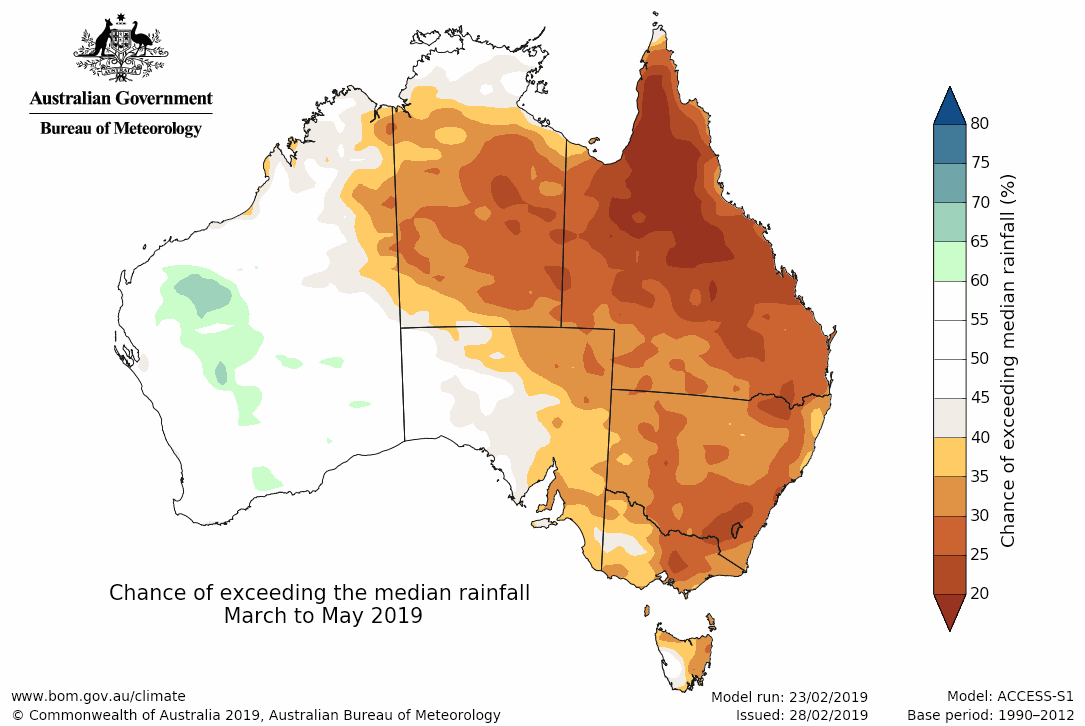 AUSTRALIA
Australian Government
Bureau of Meteorology
80
75
70
65
60
55
50
45
40
35
30
25
20
Chance of exceeding median rainfall (%)
Chance of exceeding the median rainfall
March to May 2019
www.bom.gov.au/climate
© Commonwealth of Australia 2019, Australian Bureau of Meteorology
Model run: 23/02/2019
Issued: 28/02/2019
Model: ACCESS-S1
Base period: 1990–2012